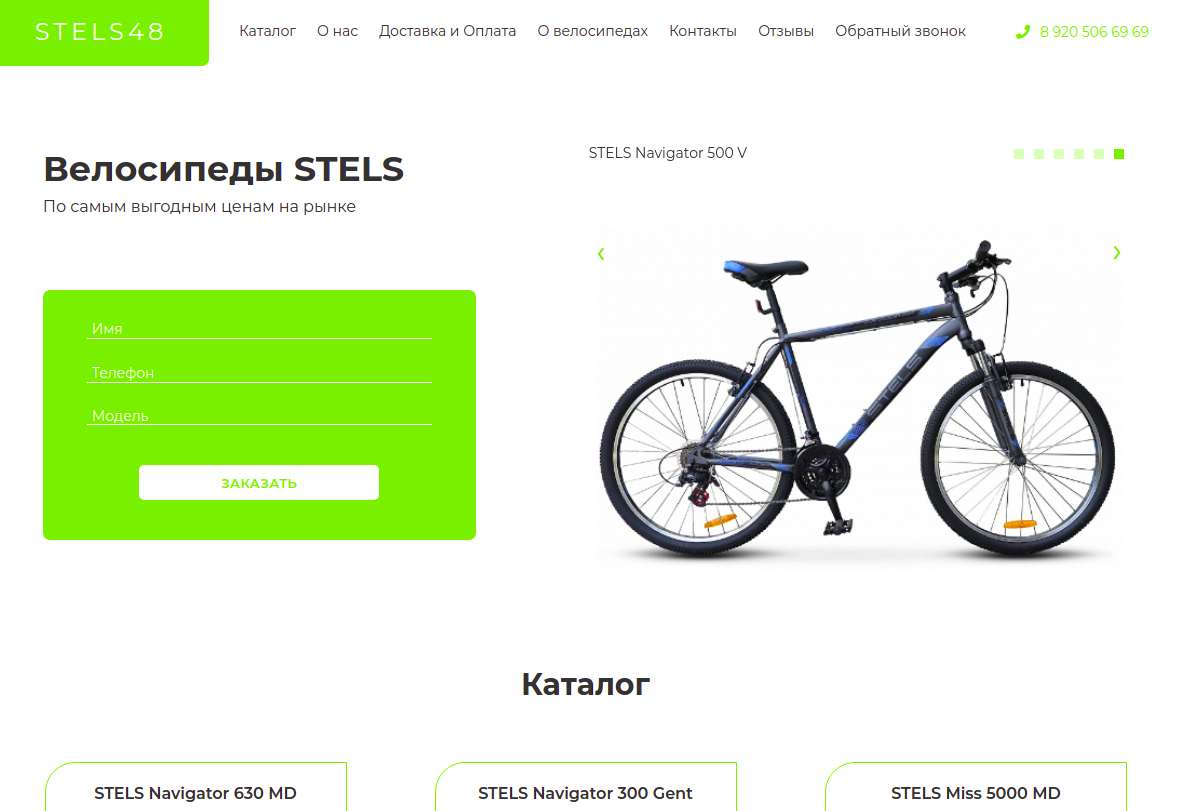 STELS48
Каталог О нас Доставка и Оплата О велосипедах Контакты Отзывы Обратный звонок 8 920 506 69 69
Велосипеды STELS
По самым выгодным ценам на рынке
Имя
Телефон
Модель
ЗАКАЗАТЬ
STELS Navigator 500 V
STELS
Каталог
STELS Navigator 630 MD
STELS Navigator 300 Gent
STELS Miss 5000 MD